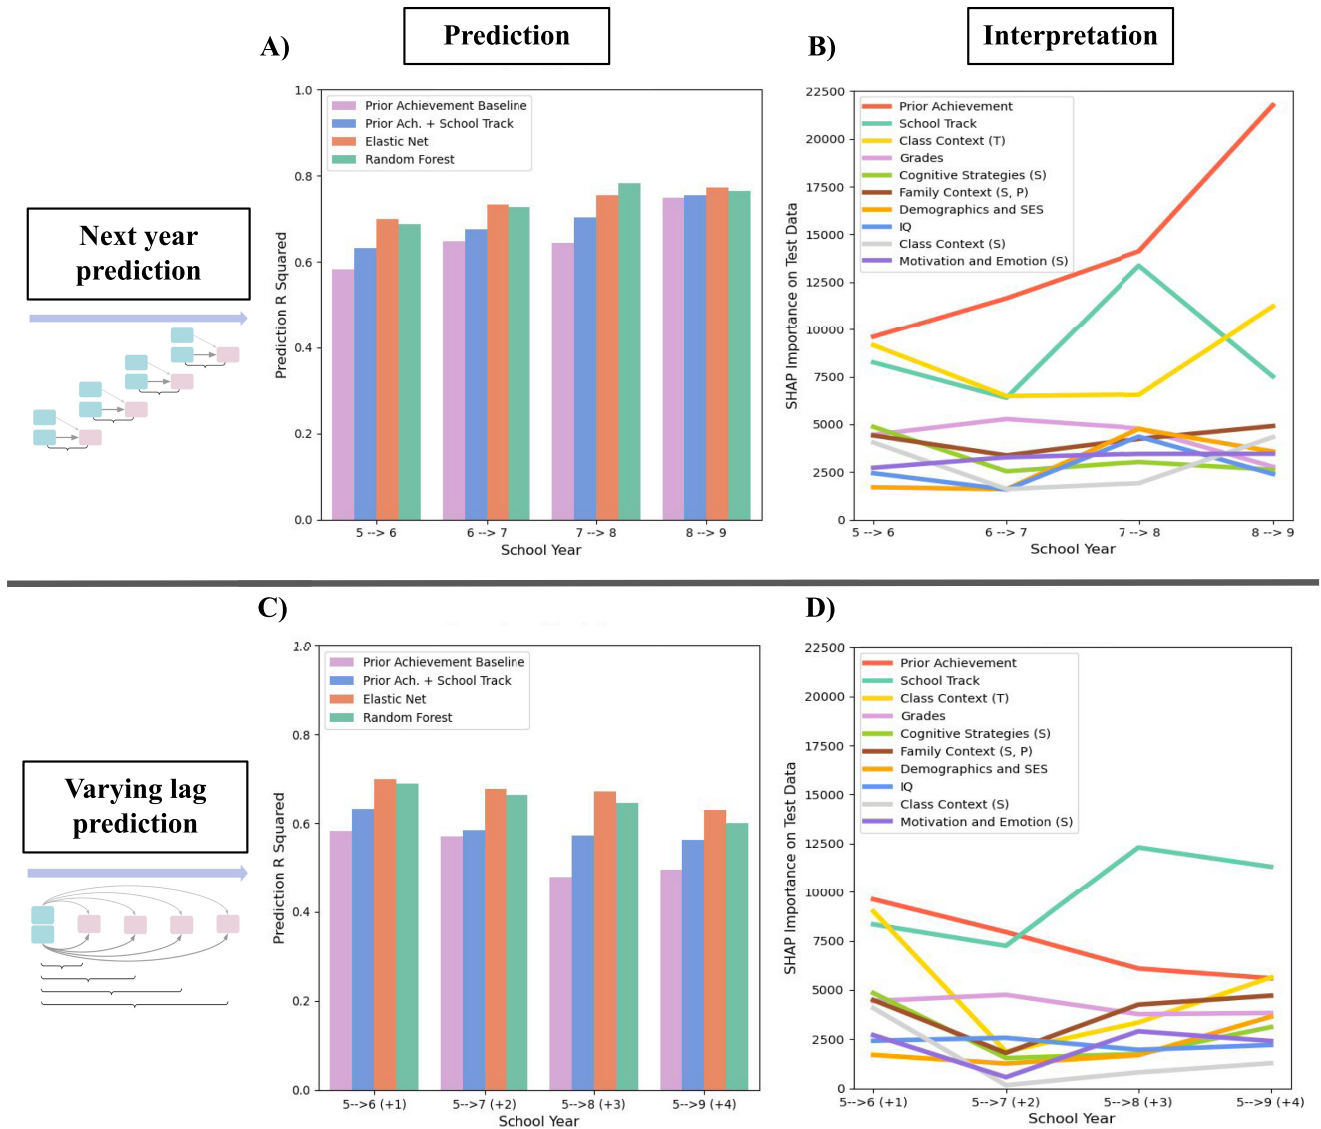 A)
Prediction
B)
Interpretation
Next year
prediction
1.0
0.8
0.6
0.4
0.2
0.0
Prediction R Squared
Prior Achievement Baseline
Prior Ach. + School Track
Elastic Net
Random Forest
5 --> 6
6 --> 7
7 --> 8
8 --> 9
School Year
22500
20000
17500
15000
12500
10000
7500
5000
2500
0
SHAP Importance on Test Data
Prior Achievement
School Track
Class Context (T)
Grades
Cognitive Strategies (S)
Family Context (S, P)
Demographics and SES
IQ
Class Context (S)
Motivation and Emotion (S)
5 --> 6
6 --> 7
7 --> 8
8 --> 9
School Year
C)
D)
Varying lag
prediction
1.0
0.8
0.6
0.4
0.2
0.0
Prediction R Squared
Prior Achievement Baseline
Prior Ach. + School Track
Elastic Net
Random Forest
5-->6 (+1)
5-->7 (+2)
5-->8 (+3)
5-->9 (+4)
School Year
22500
20000
17500
15000
12500
10000
7500
5000
2500
0
SHAP Importance on Test Data
Prior Achievement
School Track
Class Context (T)
Grades
Cognitive Strategies (S)
Family Context (S, P)
Demographics and SES
IQ
Class Context (S)
Motivation and Emotion (S)
5-->6 (+1)
5-->7 (+2)
5-->8 (+3)
5-->9 (+4)
School Year